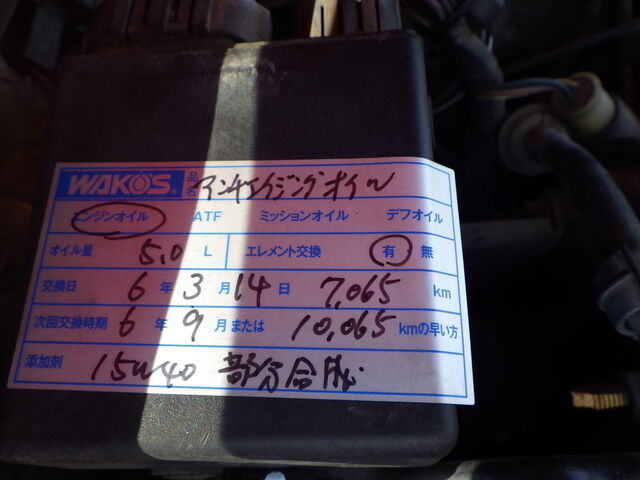 WAKO'S 品名 アンチエイジングオイル
エンジンオイル ATF ミッションオイル デフオイル
オイル量 5.0 L エレメント交換 有 無
交換日 6 年 3 月 14 日 7,065 km
次回交換時期 6 年 9 月または 10,065 kmの早い方
添加剤 15W40 部分合成